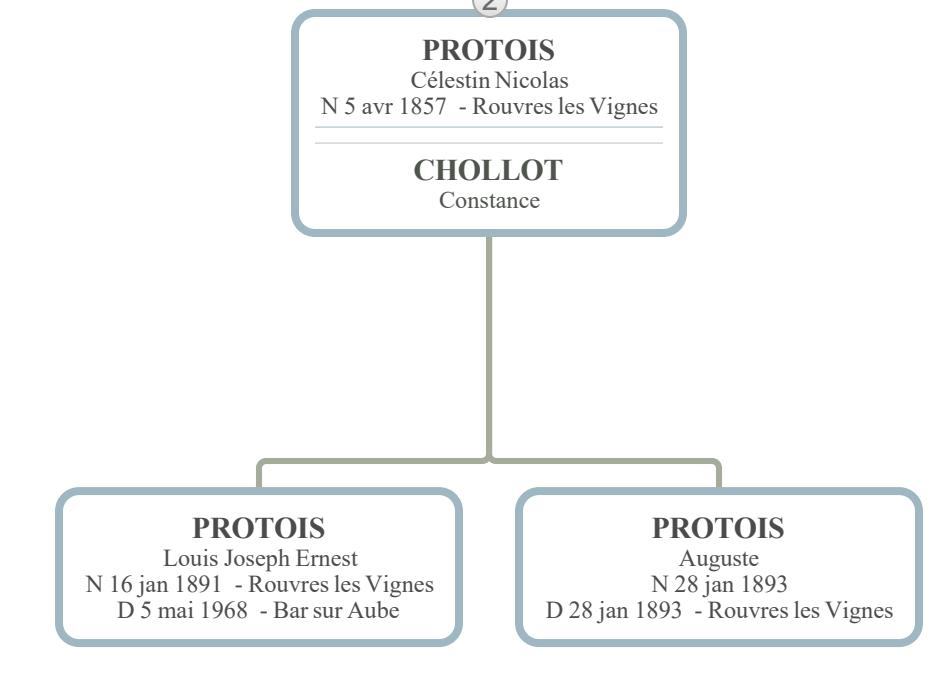 2
PROTOIS
Célestin Nicolas
N 5 avr 1857 - Rouvres les Vignes
CHOLLOT
Constance
PROTOIS
Louis Joseph Ernest
N 16 jan 1891 - Rouvres les Vignes
D 5 mai 1968 - Bar sur Aube
PROTOIS
Auguste
N 28 jan 1893
D 28 jan 1893 - Rouvres les Vignes